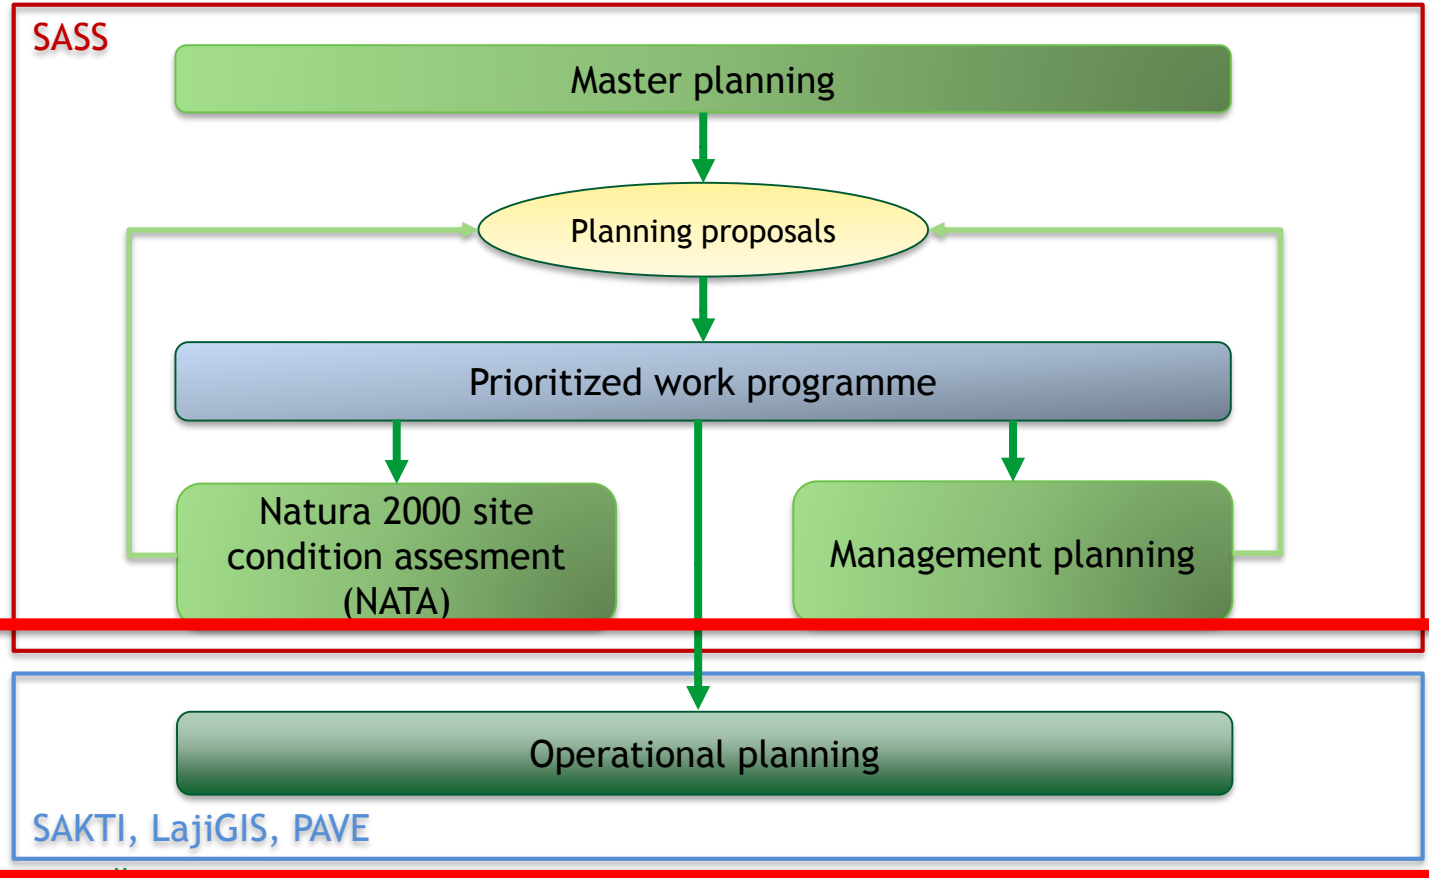 SASS
Master planning
Planning proposals
Prioritized work programme
Natura 2000 site
condition assesment
(NATA)
Management planning
Operational planning
SAKTI, LajiGIS, PAVE